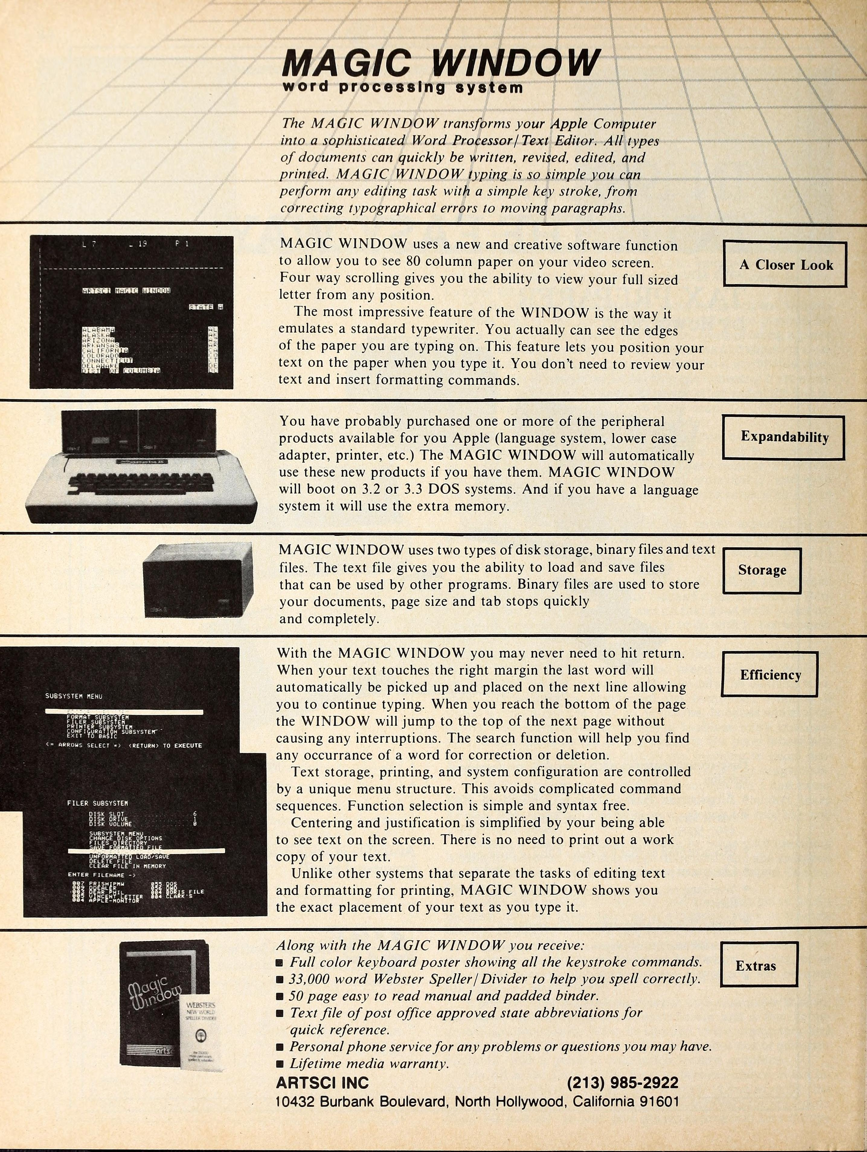 MAGIC WINDOW
word processing system
The MAGIC WINDOW transforms your Apple Computer
into a sophisticated Word Processor/Text Editor. All types
of documents can quickly be written, revised, edited, and
printed. MAGIC WINDOW typing is so simple you can
perform any editing task with a simple key stroke, from
correcting typographical errors to moving paragraphs.
L 7 _ 19 P 1
ARTSCI MAGIC WINDOW
STATE A
ALABAMA AL
ALASKA
ARIZONA
ARKANSAS
CALIFORNIA
COLORADO
CONNECTICUT
DELAWARE
DIST OF COLUMBIA
MAGIC WINDOW uses a new and creative software function
to allow you to see 80 column paper on your video screen.
Four way scrolling gives you the ability to view your full sized
letter from any position.
The most impressive feature of the WINDOW is the way it
emulates a standard typewriter. You actually can see the edges
of the paper you are typing on. This feature lets you position your
text on the paper when you type it. You don't need to review your
text and insert formatting commands.
A Closer Look
You have probably purchased one or more of the peripheral
products available for you Apple (language system, lower case
adapter, printer, etc.) The MAGIC WINDOW will automatically
use these new products if you have them. MAGIC WINDOW
will boot on 3.2 or 3.3 DOS systems. And if you have a language
system it will use the extra memory.
Expandability
MAGIC WINDOW uses two types of disk storage, binary files and text
files. The text file gives you the ability to load and save files
that can be used by other programs. Binary files are used to store
your documents, page size and tab stops quickly
and completely.
Storage
SUBSYSTEM MENU
FORMAT SUBSYSTEM
FILER SUBSYSTEM
PRINTER SUBSYSTEM
CONFIGURATION SUBSYSTEM
EXIT TO BASIC
(= ARROWS SELECT =) (RETURN) TO EXECUTE
FILER SUBSYSTEM
DISK SLOT 6
DISK DRIVE 1
DISK VOLUME 0
SUBSYSTEM MENU
CHANGE DISK OPTIONS
FILES DIRECTORY
SAVE FORMATTED FILE
UNFORMATTED LOAD/SAVE
DELETE FILE
CLEAR FILE IN MEMORY
ENTER FILENAME ->
With the MAGIC WINDOW you may never need to hit return.
When your text touches the right margin the last word will
automatically be picked up and placed on the next line allowing
you to continue typing. When you reach the bottom of the page
the WINDOW will jump to the top of the next page without
causing any interruptions. The search function will help you find
any occurrance of a word for correction or deletion.
Text storage, printing, and system configuration are controlled
by a unique menu structure. This avoids complicated command
sequences. Function selection is simple and syntax free.
Centering and justification is simplified by your being able
to see text on the screen. There is no need to print out a work
copy of your text.
Unlike other systems that separate the tasks of editing text
and formatting for printing, MAGIC WINDOW shows you
the exact placement of your text as you type it.
Efficiency
Magic
Window
arts
WEBSTER'S
NEW WORLD
SPELLER/DIVIDER
Along with the MAGIC WINDOW you receive:
■ Full color keyboard poster showing all the keystroke commands.
■ 33,000 word Webster Speller/Divider to help you spell correctly.
■ 50 page easy to read manual and padded binder.
■ Text file of post office approved state abbreviations for
quick reference.
■ Personal phone service for any problems or questions you may have.
■ Lifetime media warranty.
Extras
ARTSCI INC (213) 985-2922
10432 Burbank Boulevard, North Hollywood, California 91601